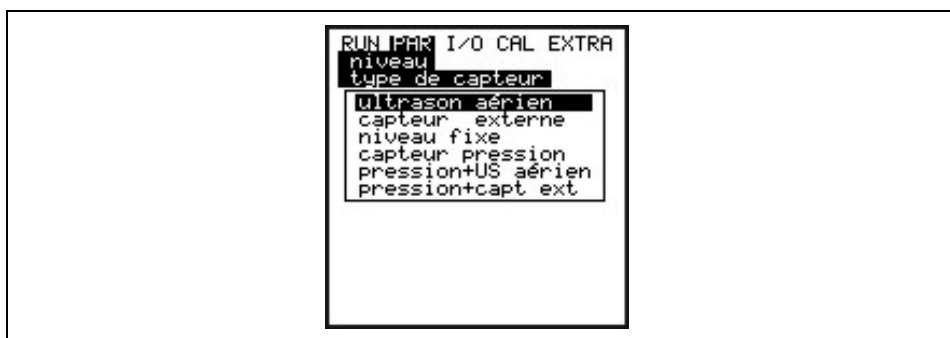 RUN PAR I/O CAL EXTRA
niveau
type de capteur
ultrason aérien
capteur externe
niveau fixe
capteur pression
pression+US aérien
pression+capt ext